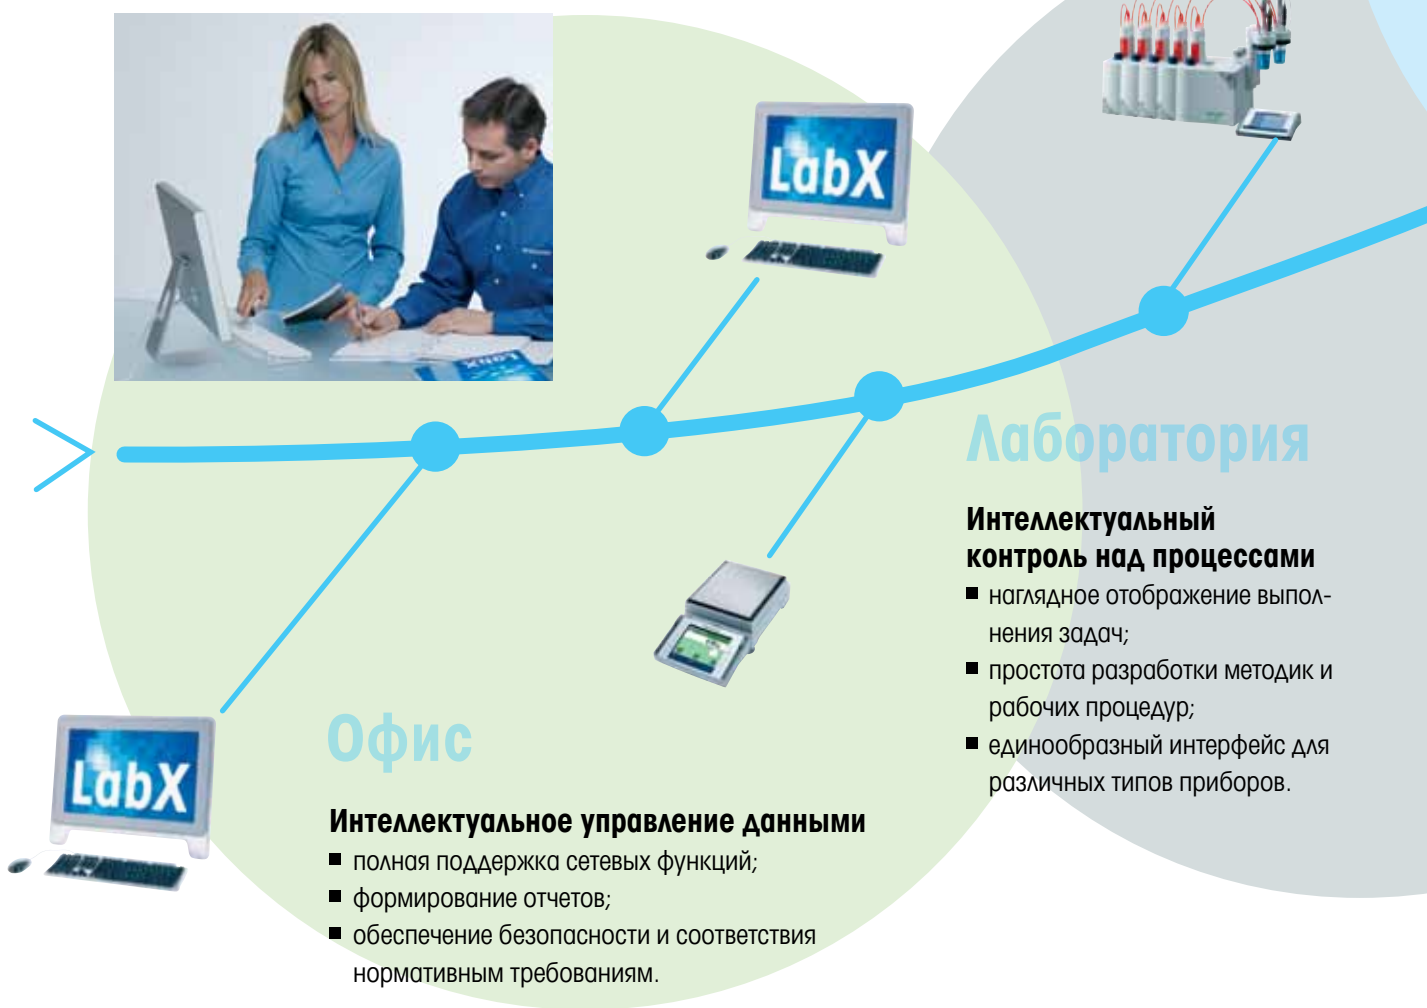 LabX
LabX
Лаборатория
Интеллектуальный
контроль над процессами
■ наглядное отображение выпол-
нения задач;
■ простота разработки методик и
рабочих процедур;
■ единообразный интерфейс для
различных типов приборов.
LabX
Офис
Интеллектуальное управление данными
■ полная поддержка сетевых функций;
■ формирование отчетов;
■ обеспечение безопасности и соответствия
нормативным требованиям.